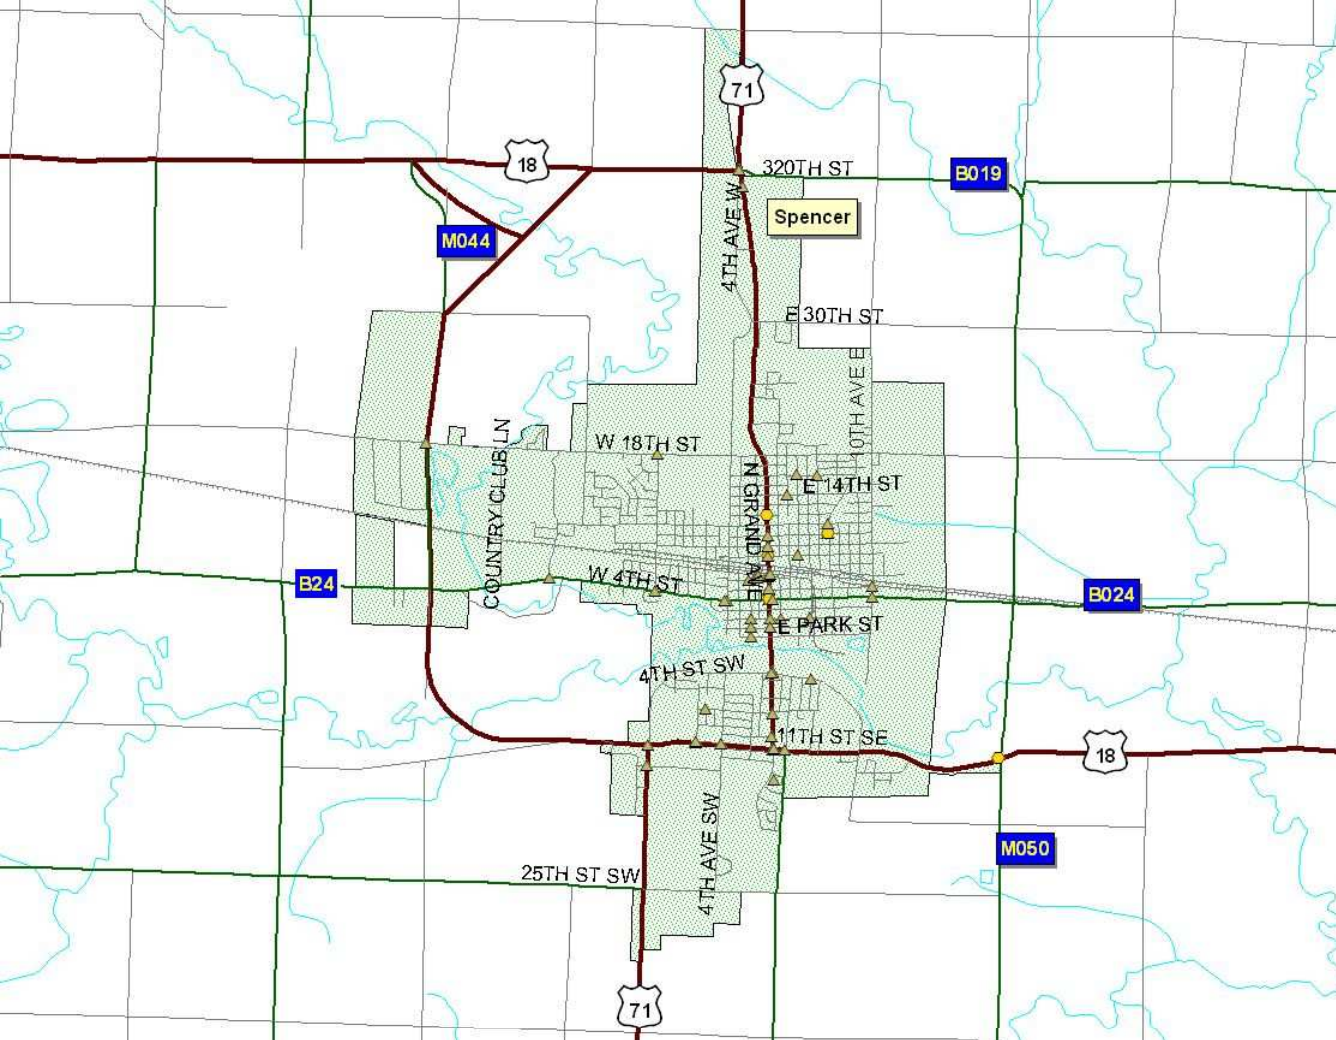 71
18
320TH ST
B019
Spencer
M044
4TH AVE W
E 30TH ST
10TH AVE E
W 18TH ST
COUNTRY CLUB LN
N GRAND AVE
E 14TH ST
B24
W 4TH ST
B024
E PARK ST
4TH ST SW
11TH ST SE
18
M050
4TH AVE SW
25TH ST SW
71